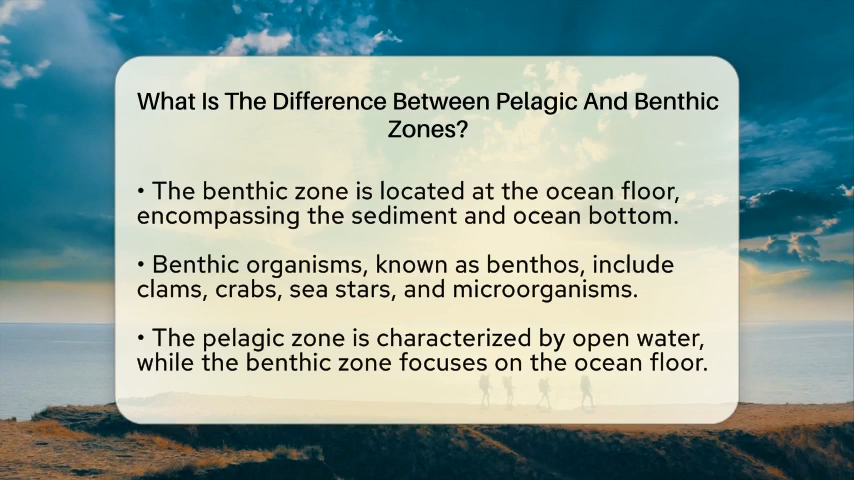 What Is The Difference Between Pelagic And Benthic
Zones?
• The benthic zone is located at the ocean floor,
encompassing the sediment and ocean bottom.
• Benthic organisms, known as benthos, include
clams, crabs, sea stars, and microorganisms.
• The pelagic zone is characterized by open water,
while the benthic zone focuses on the ocean floor.